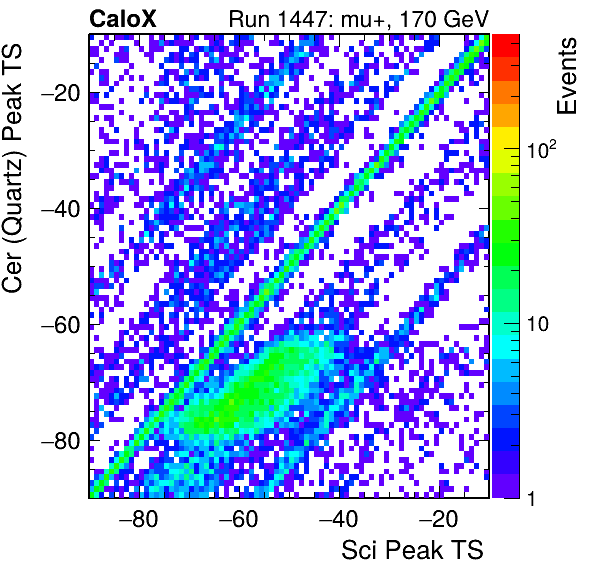 CaloX Run 1447: mu+, 170 GeV
Cer (Quartz) Peak TS
−20
−40
−60
−80
−80 −60 −40 −20
Sci Peak TS
Events
10²
10
1